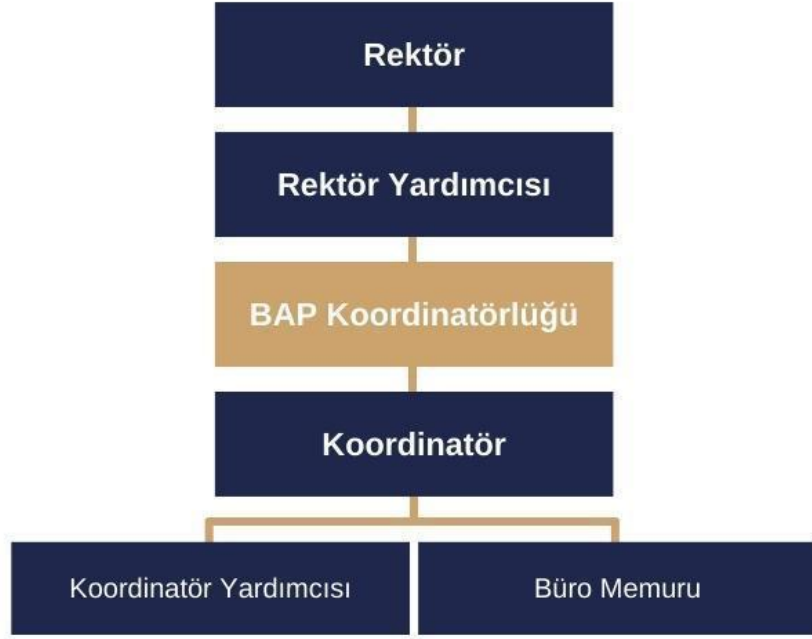 Rektör
Rektör Yardımcısı
BAP Koordinatörlüğü
Koordinatör
Koordinatör Yardımcısı
Büro Memuru